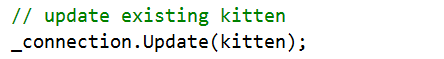 // update existing kitten
_connection.Update(kitten);